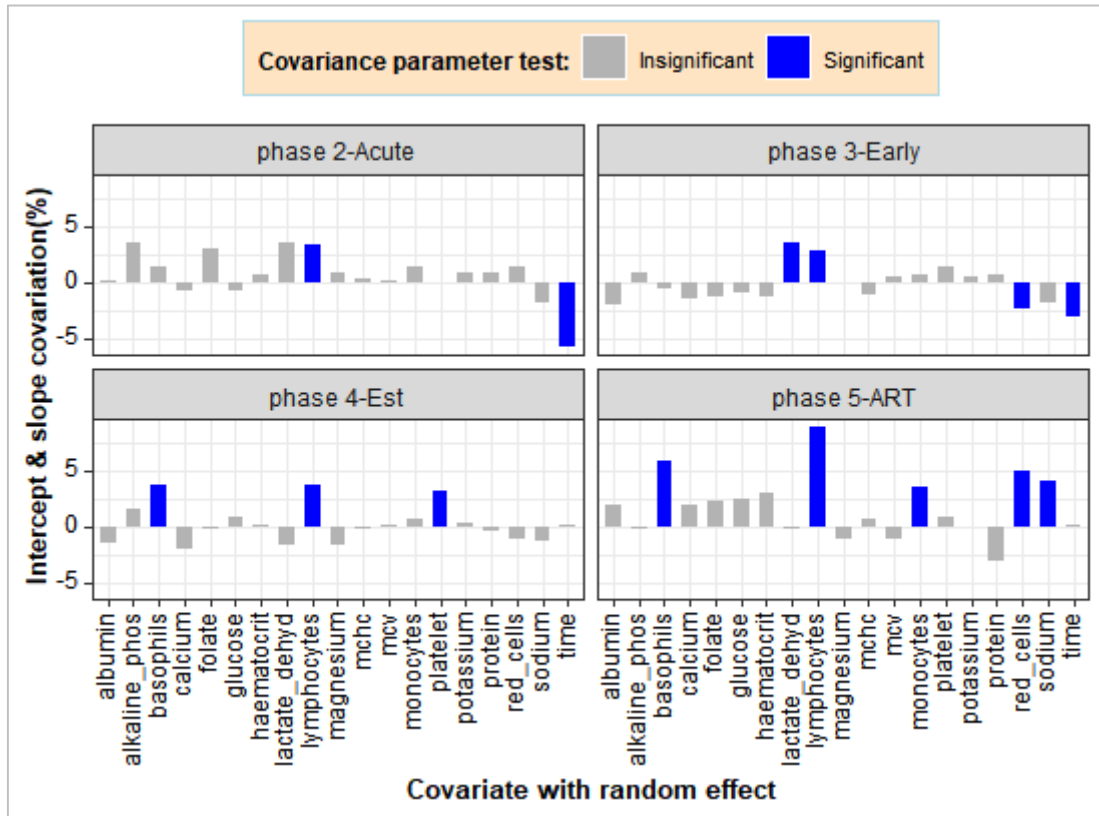 Covariance parameter test: Insignificant Significant
phase 2-Acute
phase 3-Early
5
0
-5
phase 4-Est
phase 5-ART
5
0
-5
Intercept & slope covariation(%)
albumin
alkaline_phos
basophils
calcium
folate
glucose
haematocrit
lactate_dehyd
lymphocytes
magnesium
mchc
mcv
monocytes
platelet
potassium
protein
red_cells
sodium
time
albumin
alkaline_phos
basophils
calcium
folate
glucose
haematocrit
lactate_dehyd
lymphocytes
magnesium
mchc
mcv
monocytes
platelet
potassium
protein
red_cells
sodium
time
Covariate with random effect